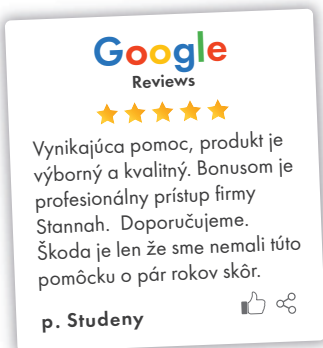 Google
Reviews
Vynikajúca pomoc, produkt je
výborný a kvalitný. Bonusom je
profesionálny prístup firmy
Stannah. Doporučujeme.
Škoda je len že sme nemali túto
pomôcku o pár rokov skôr.
p. Studeny